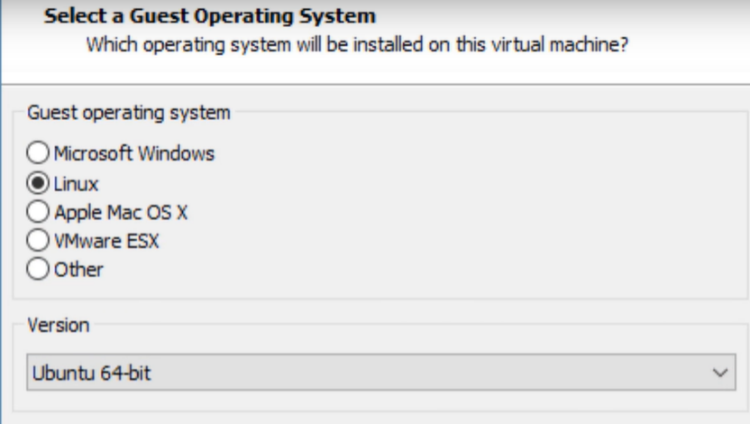 Select a Guest Operating System
Which operating system will be installed on this virtual machine?
Guest operating system
Microsoft Windows
Linux
Apple Mac OS X
VMware ESX
Other
Version
Ubuntu 64-bit